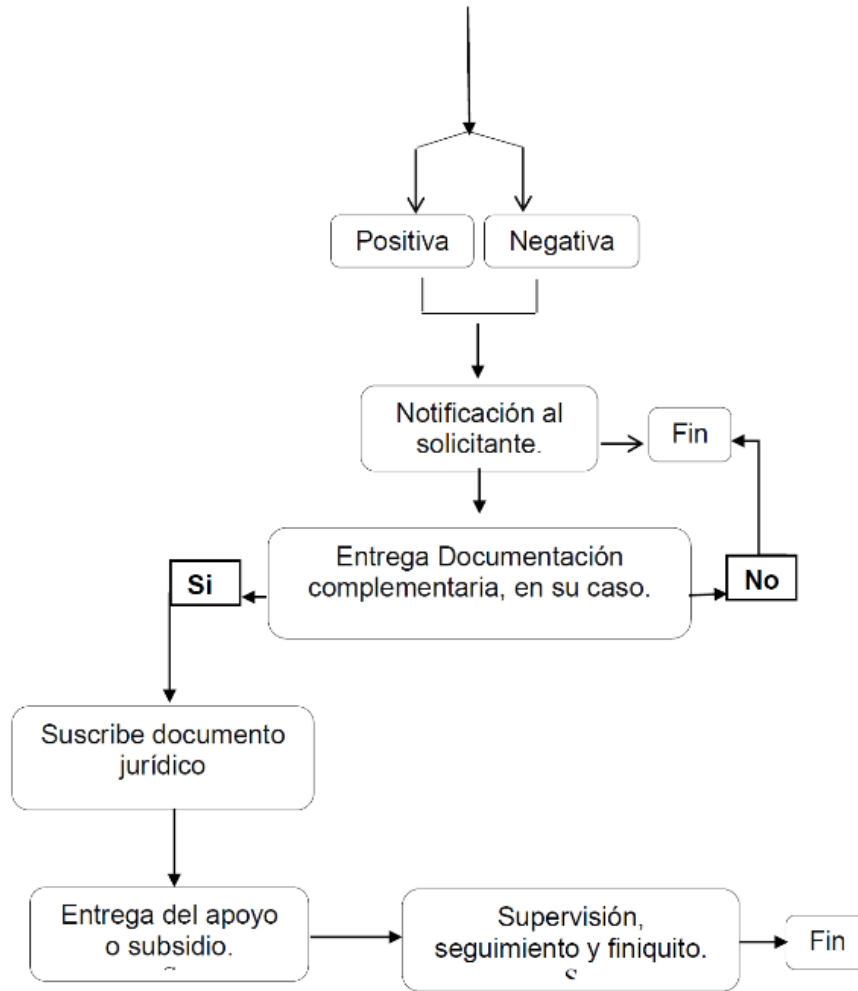 Positiva
Negativa
Notificación al
solicitante.
Fin
Entrega Documentación
complementaria, en su caso.
Si
No
Suscribe documento
jurídico
Entrega del apoyo
o subsidio.
Supervisión,
seguimiento y finiquito.
Fin